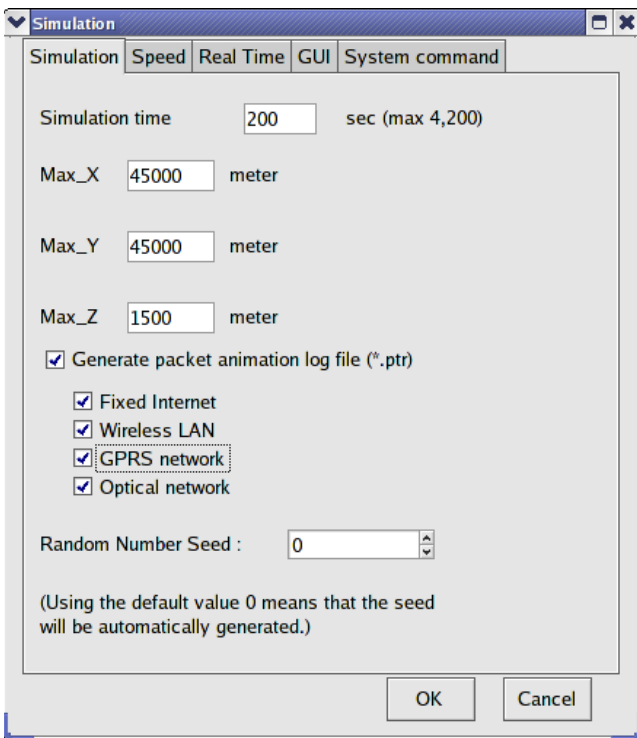 Simulation
Simulation Speed Real Time GUI System command
Simulation time 200 sec (max 4,200)
Max_X 45000 meter
Max_Y 45000 meter
Max_Z 1500 meter
Generate packet animation log file (*.ptr)
Fixed Internet
Wireless LAN
GPRS network
Optical network
Random Number Seed : 0
(Using the default value 0 means that the seed
will be automatically generated.)
OK Cancel